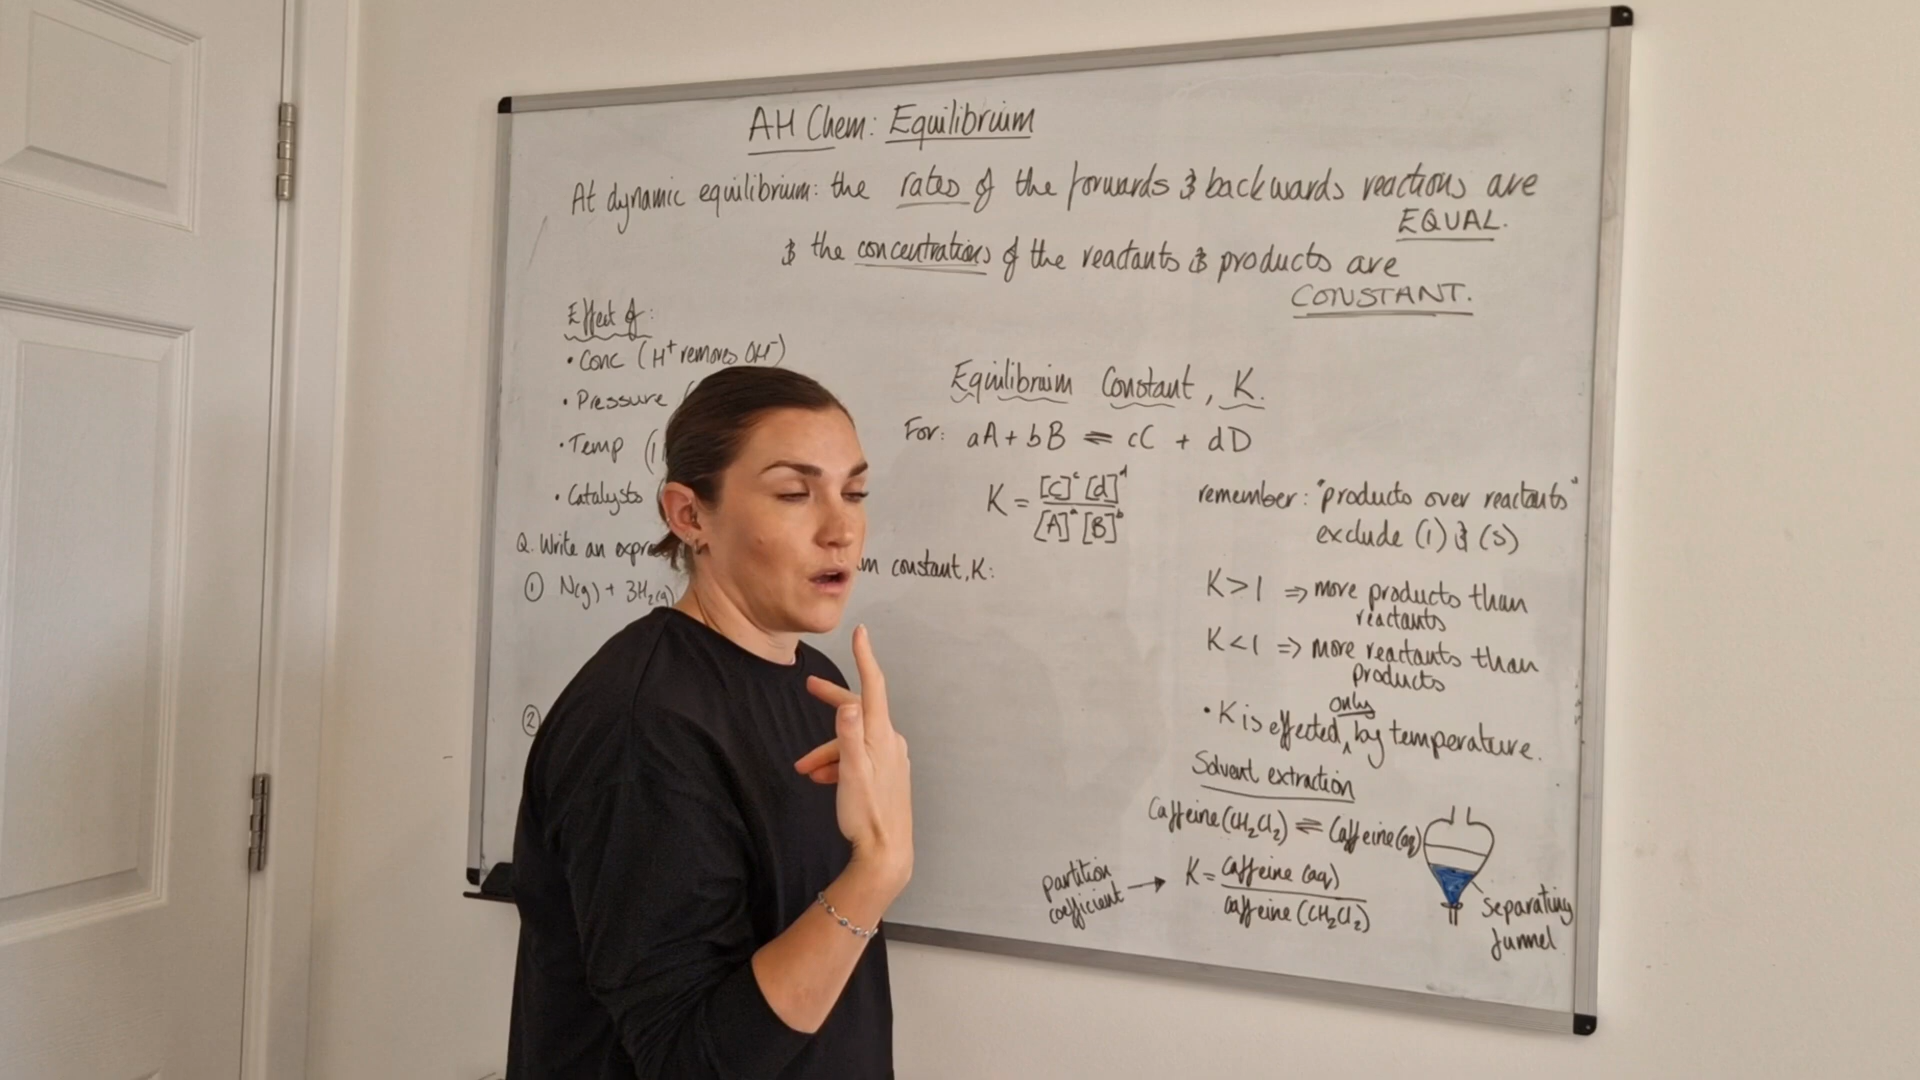 AH Chem: Equilibrium
At dynamic equilibrium: the rates of the forwards & backwards reactions are
EQUAL.
& the concentrations of the reactants & products are
CONSTANT.
Effect of:
• Conc (H⁺ removes OH⁻)
• Pressure (
• Temp (
• Catalysts
Q. Write an
constant, K:
① N(g) + 3H₂(g)
②
Equilibrium Constant, K.
For: aA + bB ⇌ cC + dD
K = [C]ᶜ [d]ᵈ
[A]ᵃ [B]ᵇ
remember: "products over reactants"
exclude (l) & (s)
K > 1 ⇒ more products than
reactants
K < 1 ⇒ more reactants than
products
• K is effected only by temperature.
Solvent extraction
Caffeine (CH₂Cl₂) ⇌ Caffeine (aq)
partition
coefficient → K = caffeine (aq)
caffeine (CH₂Cl₂)
separating
funnel